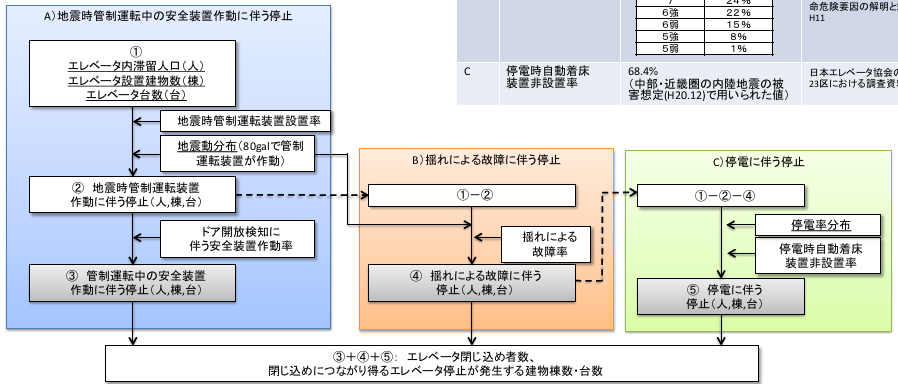 A)地震時管制運転中の安全装置作動に伴う停止
①
エレベータ内滞留人口(人)
エレベータ設置建物数(棟)
エレベータ台数(台)
地震時管制運転装置設置率
地震動分布(80galで管制
運転装置が作動)
② 地震時管制運転装置
作動に伴う停止(人,棟,台)
ドア開放検知に
伴う安全装置作動率
③ 管制運転中の安全装置
作動に伴う停止(人,棟,台)
24%
6強 22%
6弱 15%
5強 8%
5弱 1%
H11
C 停電時自動着床
装置非設置率
68.4%
(中部・近畿圏の内陸地震の被
害想定(H20.12)で用いられた値)
日本エレベータ協会の
23区における調査資
B)揺れによる故障に伴う停止
①-②
揺れによる
故障率
④ 揺れによる故障に伴う
停止(人,棟,台)
C)停電に伴う停止
①-②-④
停電率分布
停電時自動着床
装置非設置率
⑤ 停電に伴う
停止(人,棟,台)
③+④+⑤: エレベータ閉じ込め者数、
閉じ込めにつながり得るエレベータ停止が発生する建物棟数・台数